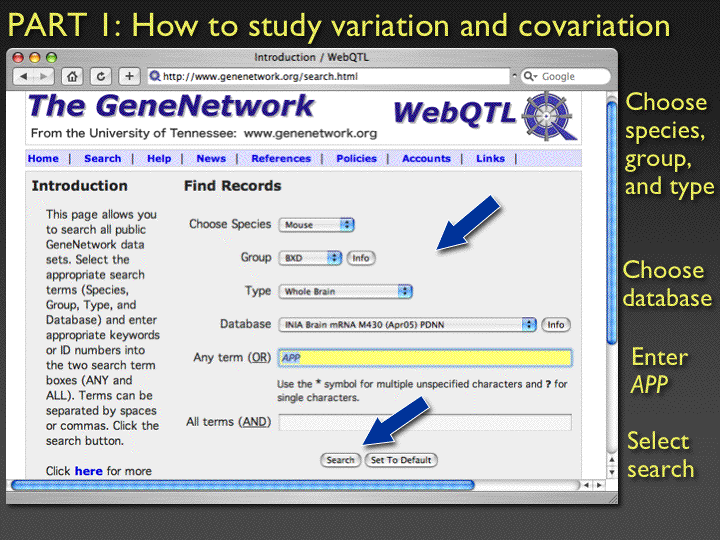 PART 1: How to study variation and covariation
Introduction / WebQTL
http://www.genenetwork.org/search.html
Google
The GeneNetwork
WebQTL
From the University of Tennessee: www.genenetwork.org
Home | Search | Help | News | References | Policies | Accounts | Links |
Introduction
This page allows you
to search all public
GeneNetwork data
sets. Select the
appropriate search
terms (Species,
Group, Type, and
Database) and enter
appropriate keywords
or ID numbers into
the two search term
boxes (ANY and
ALL). Terms can be
separated by spaces
or commas. Click the
search button.
Click here for more
Find Records
Choose Species Mouse
Group BXD Info
Type Whole Brain
Database INIA Brain mRNA M430 (Apr05) PDNN Info
Any term (OR) APP
Use the * symbol for multiple unspecified characters and ? for
single characters.
All terms (AND)
Search Set To Default
Choose
species,
group,
and type
Choose
database
Enter
APP
Select
search